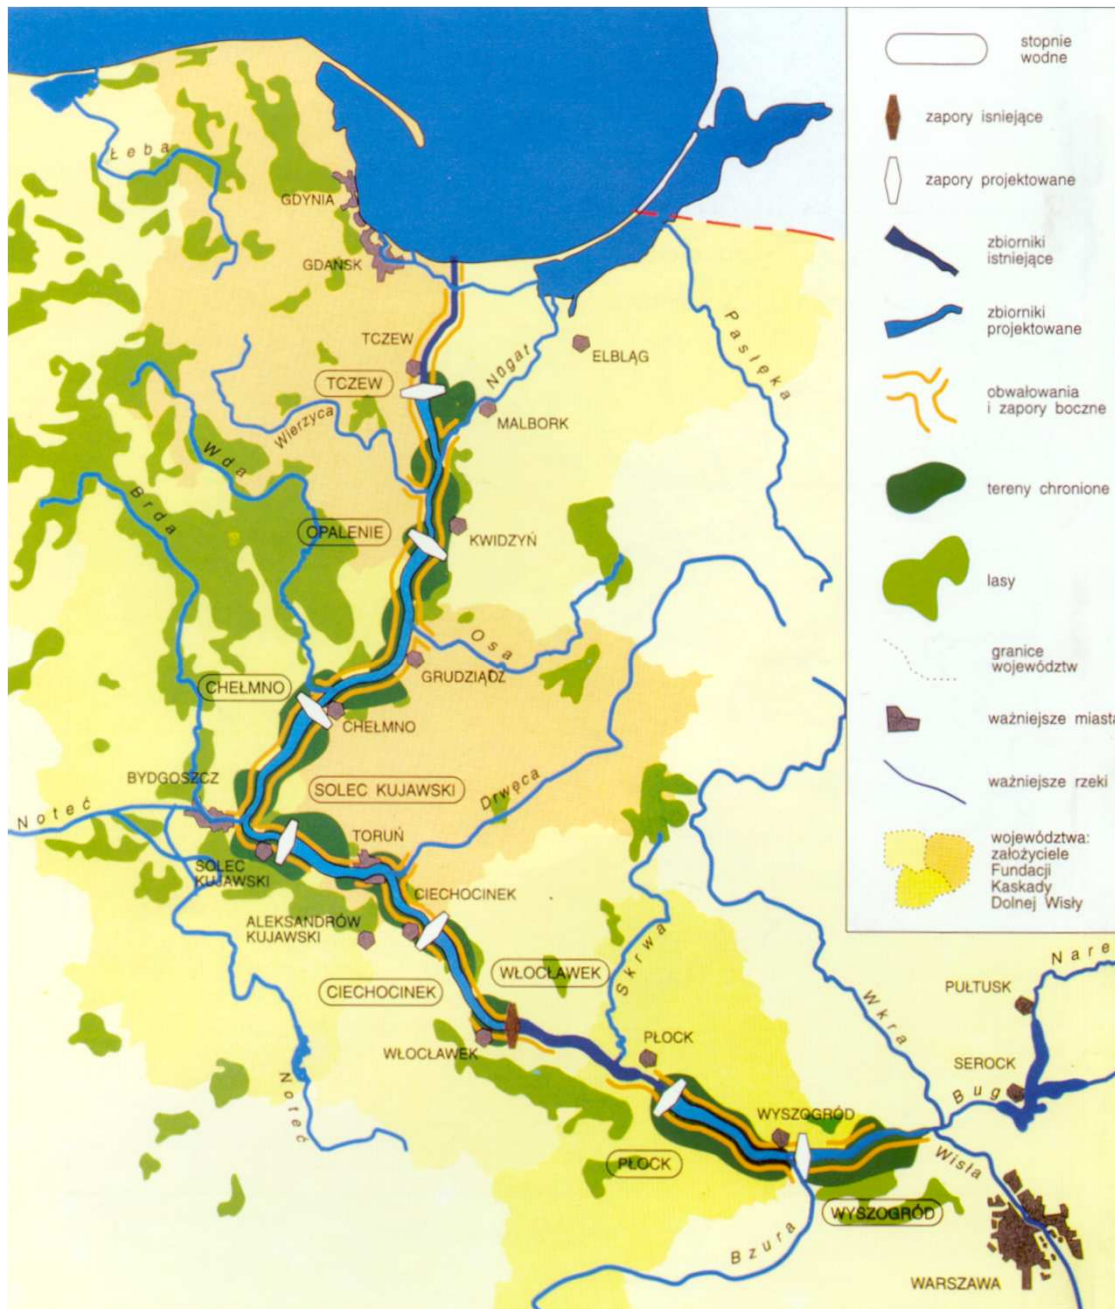 stopnie
wodne
zapory isniejące
zapory projektowane
zbiorniki
istniejące
zbiorniki
projektowane
obwałowania
i zapory boczne
tereny chronione
lasy
granice
województw
ważniejsze miasta
ważniejsze rzeki
województwa:
założyciele
Fundacji
Kaskady
Dolnej Wisły
Łeba
GDYNIA
GDAŃSK
TCZEW
TCZEW
Nogat
ELBLĄG
Pasłęka
MALBORK
Wierzyca
Wda
Brda
OPALENIE
KWIDZYŃ
Osa
GRUDZIĄDZ
CHEŁMNO
CHEŁMNO
BYDGOSZCZ
SOLEC KUJAWSKI
Drwęca
Noteć
TORUŃ
SOLEC
KUJAWSKI
CIECHOCINEK
ALEKSANDRÓW
KUJAWSKI
CIECHOCINEK
WŁOCŁAWEK
Skrwa
Wkra
Nare
PUŁTUSK
WŁOCŁAWEK
PŁOCK
SEROCK
Bug
Noteć
WYSZOGRÓD
PŁOCK
Wisła
WYSZOGRÓD
Bzura
WARSZAWA